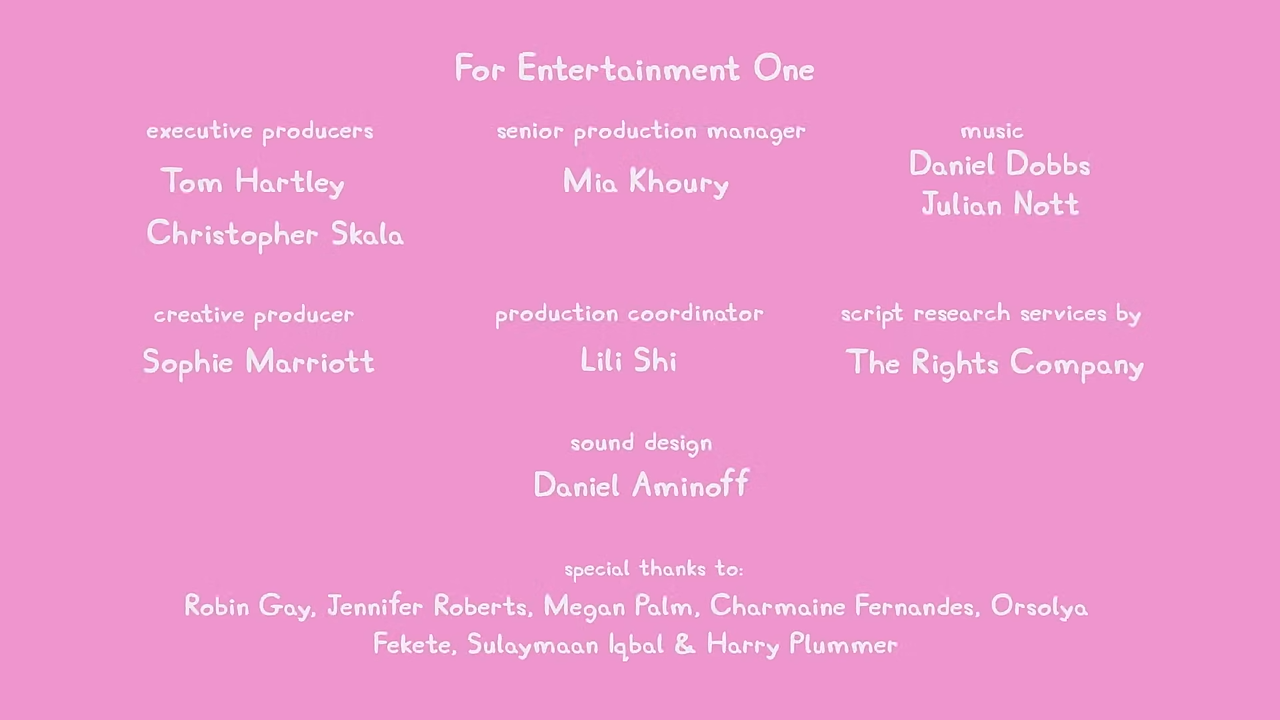 For Entertainment One
executive producers
Tom Hartley
Christopher Skala
senior production manager
Mia Khoury
music
Daniel Dobbs
Julian Nott
creative producer
Sophie Marriott
production coordinator
Lili Shi
script research services by
The Rights Company
sound design
Daniel Aminoff
special thanks to:
Robin Gay, Jennifer Roberts, Megan Palm, Charmaine Fernandes, Orsolya
Fekete, Sulaymaan Iqbal & Harry Plummer